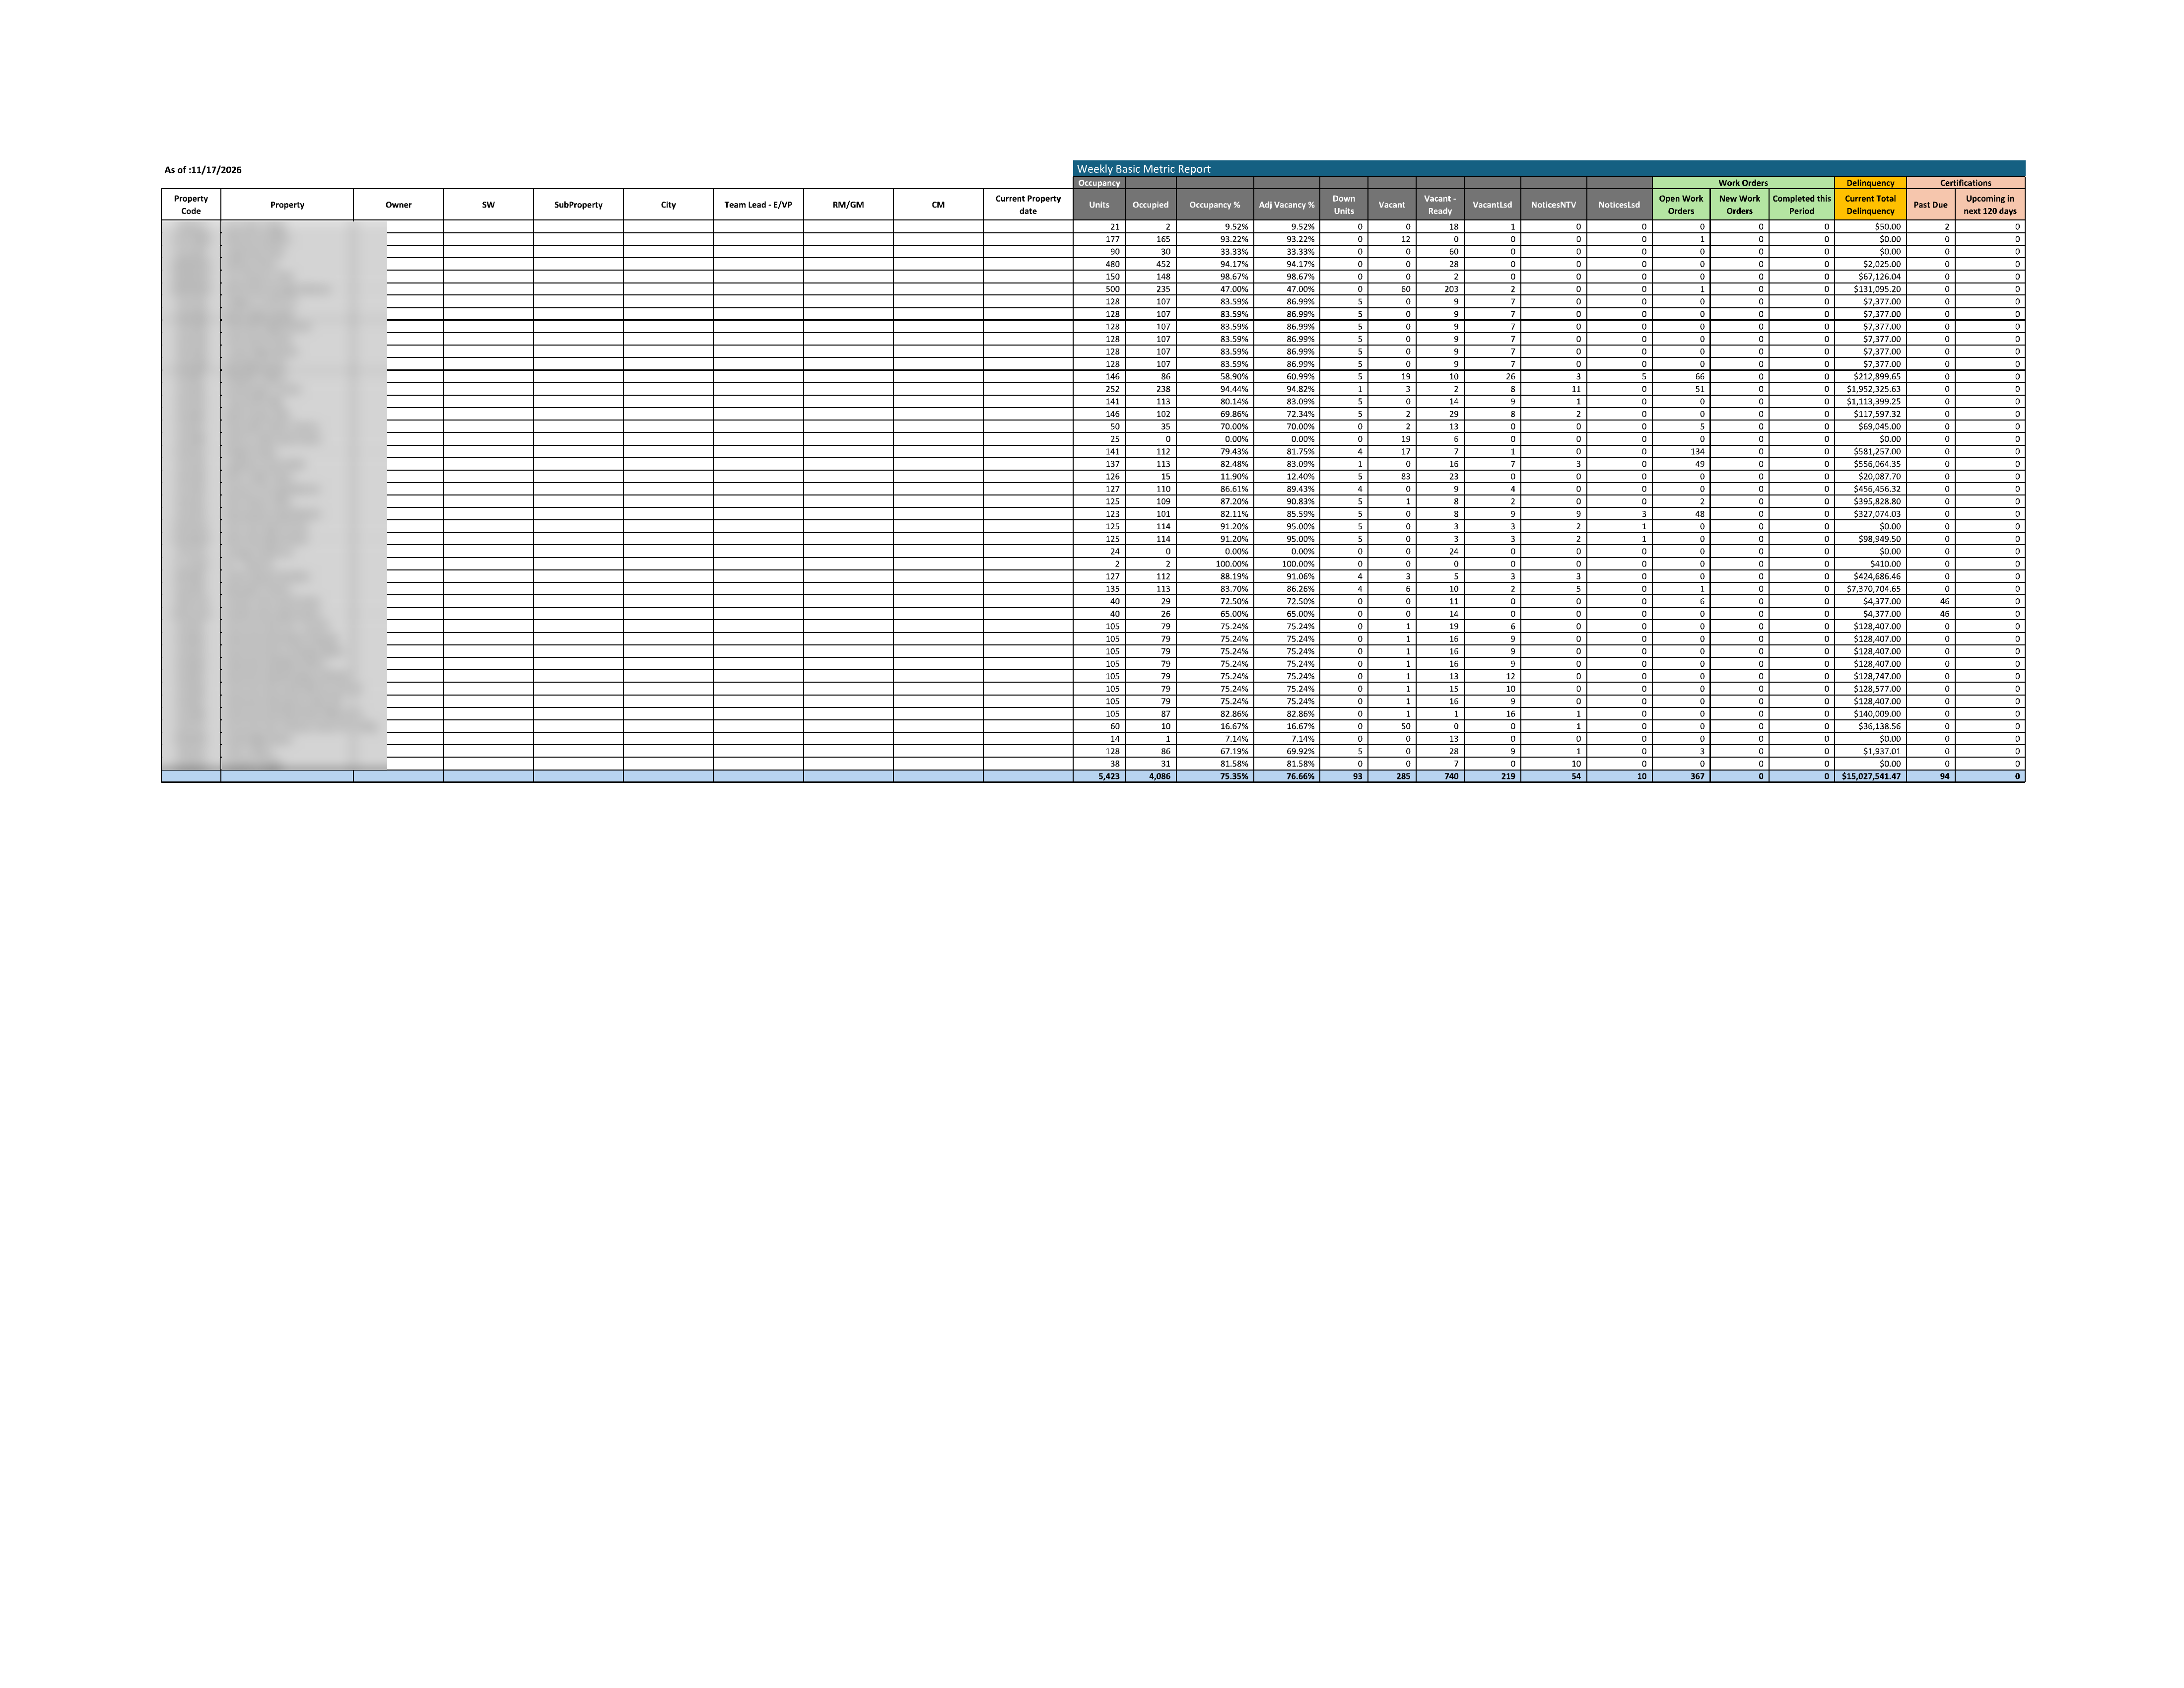 As of :11/17/2026 Weekly Basic Metric Report
Occupancy Work Orders Delinquency Certifications
Property Code Property Owner SW SubProperty City Team Lead - E/VP RM/GM CM Current Property date Units Occupied Occupancy % Adj Vacancy % Down Units Vacant Vacant - Ready VacantLsd NoticesNTV NoticesLsd Open Work Orders New Work Orders Completed this Period Current Total Delinquency Past Due Upcoming in next 120 days
21 2 9.52% 9.52% 0 0 18 1 0 0 0 0 0 $50.00 2 0
177 165 93.22% 93.22% 0 12 0 0 0 0 1 0 0 $0.00 0 0
90 30 33.33% 33.33% 0 0 60 0 0 0 0 0 0 $0.00 0 0
480 452 94.17% 94.17% 0 0 28 0 0 0 0 0 0 $2,025.00 0 0
150 148 98.67% 98.67% 0 0 2 0 0 0 0 0 0 $67,126.04 0 0
500 235 47.00% 47.00% 0 60 203 2 0 0 1 0 0 $131,095.20 0 0
128 107 83.59% 86.99% 5 0 9 7 0 0 0 0 0 $7,377.00 0 0
128 107 83.59% 86.99% 5 0 9 7 0 0 0 0 0 $7,377.00 0 0
128 107 83.59% 86.99% 5 0 9 7 0 0 0 0 0 $7,377.00 0 0
128 107 83.59% 86.99% 5 0 9 7 0 0 0 0 0 $7,377.00 0 0
128 107 83.59% 86.99% 5 0 9 7 0 0 0 0 0 $7,377.00 0 0
128 107 83.59% 86.99% 5 0 9 7 0 0 0 0 0 $7,377.00 0 0
146 86 58.90% 60.99% 5 19 10 26 3 5 66 0 0 $212,899.65 0 0
252 238 94.44% 94.82% 1 3 2 8 11 0 51 0 0 $1,952,325.63 0 0
141 113 80.14% 83.09% 5 0 14 9 1 0 0 0 0 $1,113,399.25 0 0
146 102 69.86% 72.34% 5 2 29 8 2 0 0 0 0 $117,597.32 0 0
50 35 70.00% 70.00% 0 2 13 0 0 0 5 0 0 $69,045.00 0 0
25 0 0.00% 0.00% 0 19 6 0 0 0 0 0 0 $0.00 0 0
141 112 79.43% 81.75% 4 17 7 1 0 0 134 0 0 $581,257.00 0 0
137 113 82.48% 83.09% 1 0 16 7 3 0 49 0 0 $556,064.35 0 0
126 15 11.90% 12.40% 5 83 23 0 0 0 0 0 0 $20,087.70 0 0
127 110 86.61% 89.43% 4 0 9 4 0 0 0 0 0 $456,456.32 0 0
125 109 87.20% 90.83% 5 1 8 2 0 0 2 0 0 $395,828.80 0 0
123 101 82.11% 85.59% 5 0 8 9 9 3 48 0 0 $327,074.03 0 0
125 114 91.20% 95.00% 5 0 3 3 2 1 0 0 0 $0.00 0 0
125 114 91.20% 95.00% 5 0 3 3 2 1 0 0 0 $98,949.50 0 0
24 0 0.00% 0.00% 0 0 24 0 0 0 0 0 0 $0.00 0 0
2 2 100.00% 100.00% 0 0 0 0 0 0 0 0 0 $410.00 0 0
127 112 88.19% 91.06% 4 3 5 3 3 0 0 0 0 $424,686.46 0 0
135 113 83.70% 86.26% 4 6 10 2 5 0 1 0 0 $7,370,704.65 0 0
40 29 72.50% 72.50% 0 0 11 0 0 0 6 0 0 $4,377.00 46 0
40 26 65.00% 65.00% 0 0 14 0 0 0 0 0 0 $4,377.00 46 0
105 79 75.24% 75.24% 0 1 19 6 0 0 0 0 0 $128,407.00 0 0
105 79 75.24% 75.24% 0 1 16 9 0 0 0 0 0 $128,407.00 0 0
105 79 75.24% 75.24% 0 1 16 9 0 0 0 0 0 $128,407.00 0 0
105 79 75.24% 75.24% 0 1 16 9 0 0 0 0 0 $128,407.00 0 0
105 79 75.24% 75.24% 0 1 13 12 0 0 0 0 0 $128,747.00 0 0
105 79 75.24% 75.24% 0 1 15 10 0 0 0 0 0 $128,577.00 0 0
105 79 75.24% 75.24% 0 1 16 9 0 0 0 0 0 $128,407.00 0 0
105 87 82.86% 82.86% 0 1 1 16 1 0 0 0 0 $140,009.00 0 0
60 10 16.67% 16.67% 0 50 0 0 1 0 0 0 0 $36,138.56 0 0
14 1 7.14% 7.14% 0 0 13 0 0 0 0 0 0 $0.00 0 0
128 86 67.19% 69.92% 5 0 28 9 1 0 3 0 0 $1,937.01 0 0
38 31 81.58% 81.58% 0 0 7 0 10 0 0 0 0 $0.00 0 0
5,423 4,086 75.35% 76.66% 93 285 740 219 54 10 367 0 0 $15,027,541.47 94 0